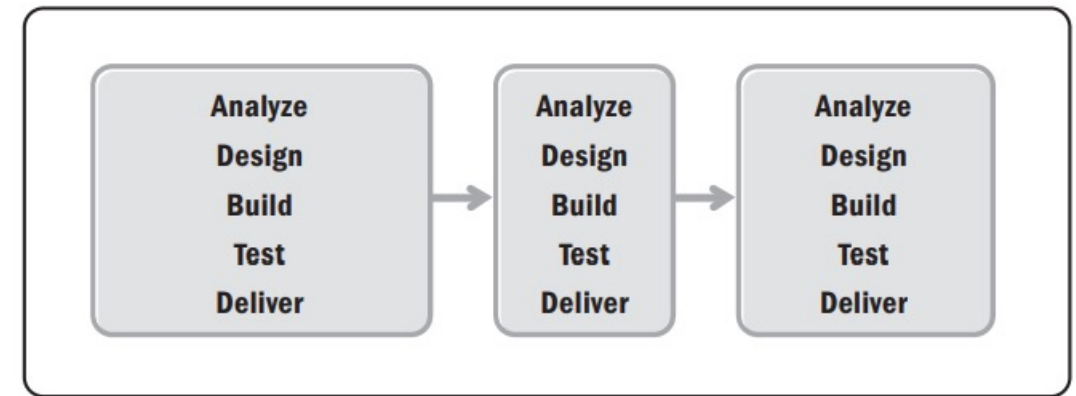 Analyze
Design
Build
Test
Deliver
Analyze
Design
Build
Test
Deliver
Analyze
Design
Build
Test
Deliver